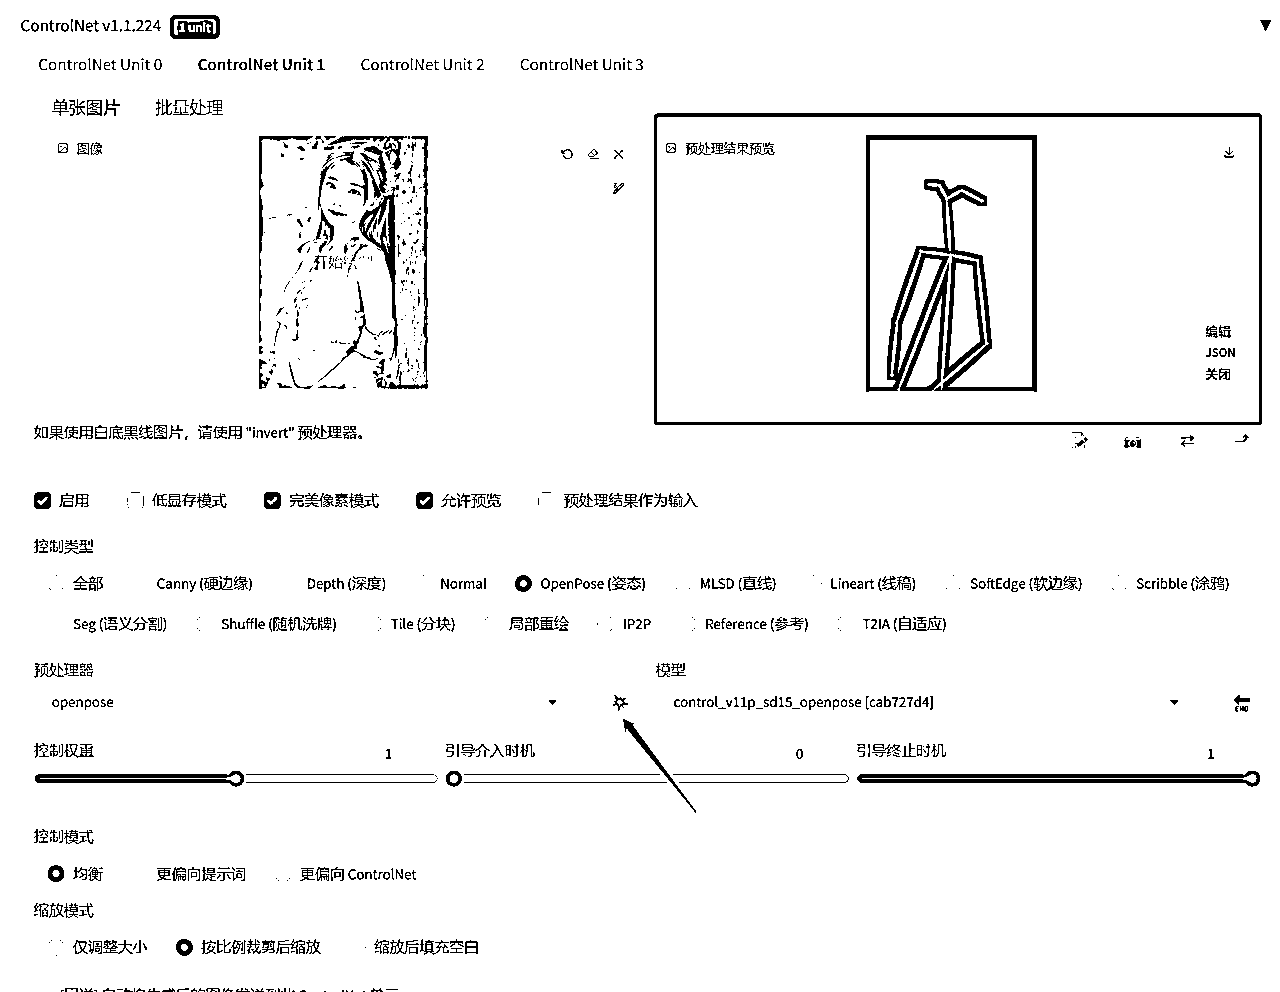 ControlNet v1.1.224 [1 unit]
ControlNet Unit 0 ControlNet Unit 1 ControlNet Unit 2 ControlNet Unit 3
单张图片 批量处理
图像
预处理结果预览
编辑
JSON
关闭
如果使用白底黑线图片，请使用 "invert" 预处理器。
启用 低显存模式 完美像素模式 允许预览 预处理结果作为输入
控制类型
全部 Canny (硬边缘) Depth (深度) Normal OpenPose (姿态) MLSD (直线) Lineart (线稿) SoftEdge (软边缘) Scribble (涂鸦)
Seg (语义分割) Shuffle (随机洗牌) Tile (分块) 局部重绘 IP2P Reference (参考) T2IA (自适应)
预处理器 模型
openpose control_v11p_sd15_openpose [cab727d4]
控制权重 1 引导介入时机 0 引导终止时机 1
控制模式
均衡 更偏向提示词 更偏向 ControlNet
缩放模式
仅调整大小 按比例裁剪后缩放 缩放后填充空白